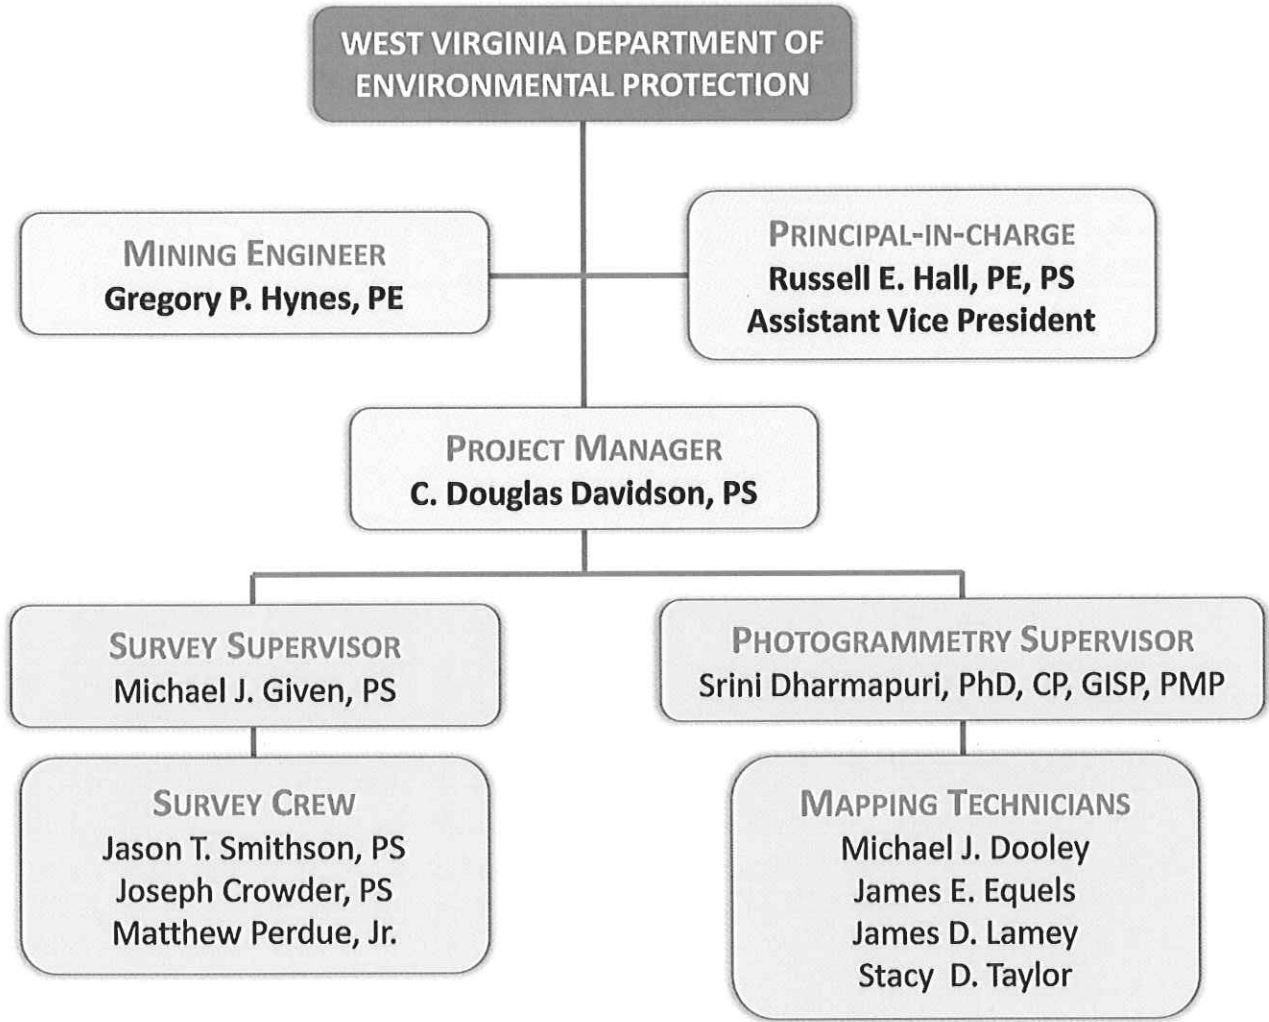 WEST VIRGINIA DEPARTMENT OF
ENVIRONMENTAL PROTECTION
MINING ENGINEER
Gregory P. Hynes, PE
PRINCIPAL-IN-CHARGE
Russell E. Hall, PE, PS
Assistant Vice President
PROJECT MANAGER
C. Douglas Davidson, PS
SURVEY SUPERVISOR
Michael J. Given, PS
PHOTOGRAMMETRY SUPERVISOR
Srini Dharmapuri, PhD, CP, GISP, PMP
SURVEY CREW
Jason T. Smithson, PS
Joseph Crowder, PS
Matthew Perdue, Jr.
MAPPING TECHNICIANS
Michael J. Dooley
James E. Equels
James D. Lamey
Stacy D. Taylor